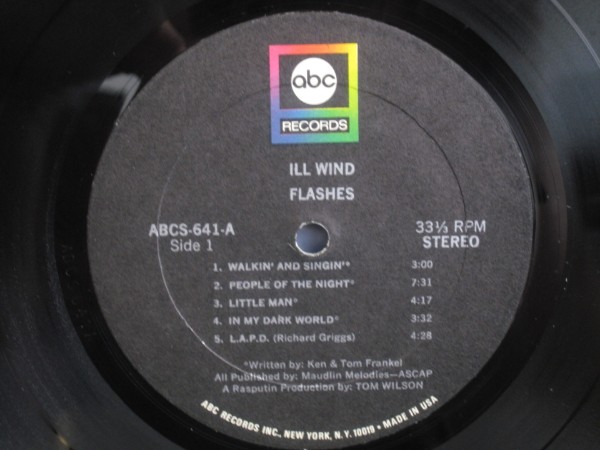 abc
RECORDS
ILL WIND
FLASHES
ABCS-641-A
Side 1
33⅓ RPM
STEREO
1. WALKIN' AND SINGIN'* 3:00
2. PEOPLE OF THE NIGHT* 7:31
3. LITTLE MAN* 4:17
4. IN MY DARK WORLD* 3:32
5. L.A.P.D. (Richard Griggs) 4:28
*Written by: Ken & Tom Frankel
All Published by: Maudlin Melodies—ASCAP
A Rasputin Production by: TOM WILSON
ABC RECORDS INC., NEW YORK, N.Y. 10019 • MADE IN USA